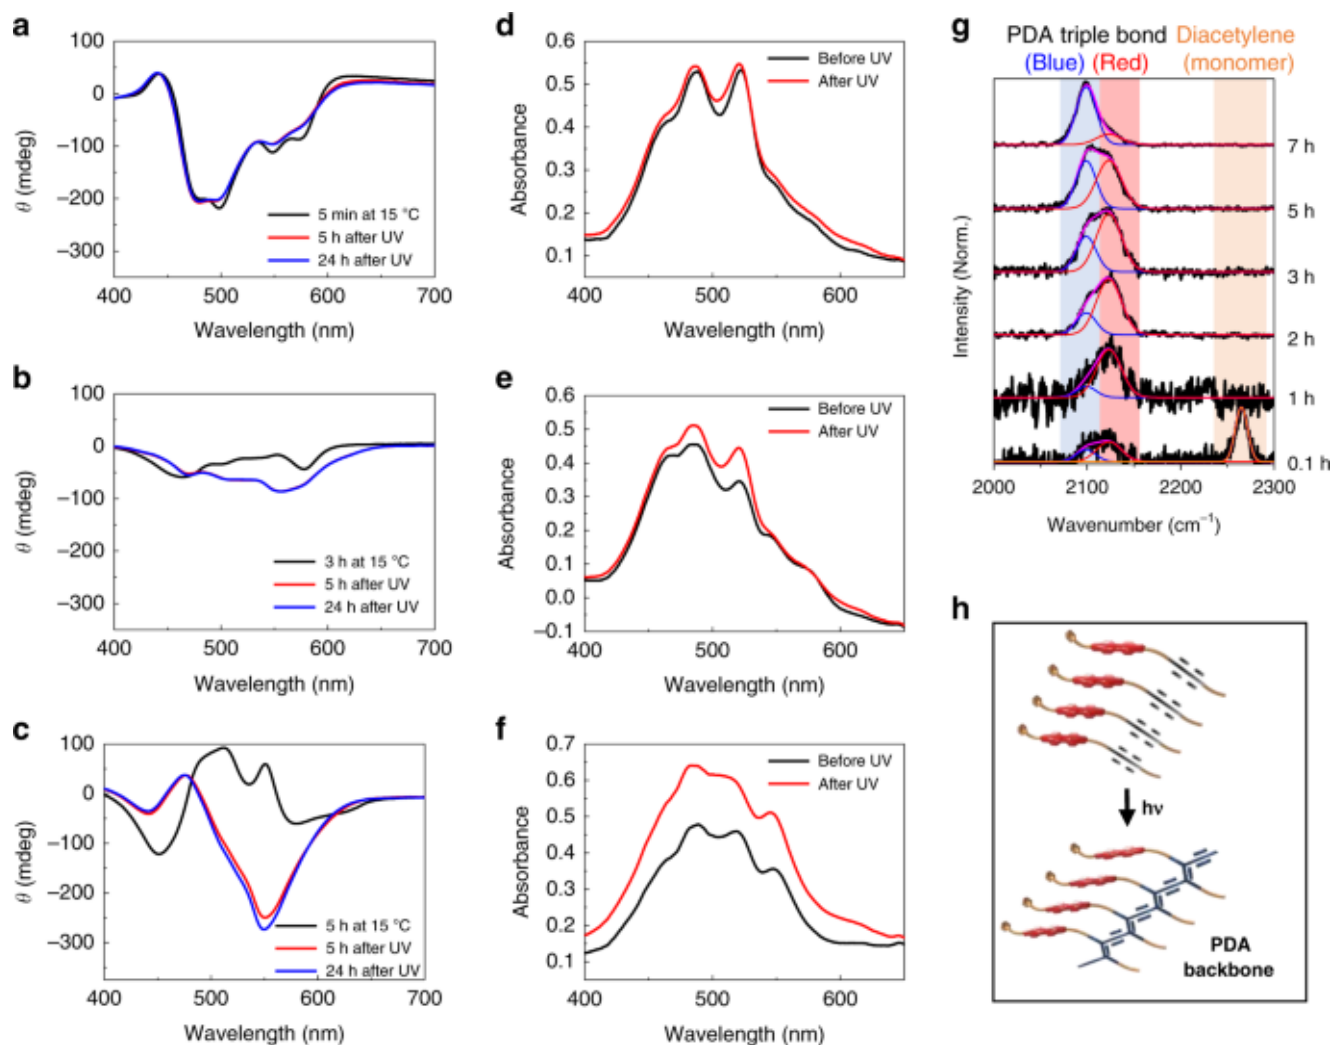 a
100
0
−100
−200
−300
θ (mdeg)
5 min at 15 °C
5 h after UV
24 h after UV
400 450 500 550 600 650 700
Wavelength (nm)
b
100
0
−100
−200
−300
θ (mdeg)
3 h at 15 °C
5 h after UV
24 h after UV
400 500 600 700
Wavelength (nm)
c
100
0
−100
−200
−300
θ (mdeg)
5 h at 15 °C
5 h after UV
24 h after UV
400 500 600 700
Wavelength (nm)
d
0.6
0.5
0.4
0.3
0.2
0.1
Absorbance
Before UV
After UV
400 500 600
Wavelength (nm)
e
0.6
0.5
0.4
0.3
0.2
0.1
0.0
−0.1
Absorbance
Before UV
After UV
400 500 600
Wavelength (nm)
f
0.7
0.6
0.5
0.4
0.3
0.2
0.1
Absorbance
Before UV
After UV
400 500 600
Wavelength (nm)
g
PDA triple bond
(Blue) (Red)
Diacetylene
(monomer)
Intensity (Norm.)
7 h
5 h
3 h
2 h
1 h
0.1 h
2000 2100 2200 2300
Wavenumber (cm⁻¹)
h
hν
PDA
backbone